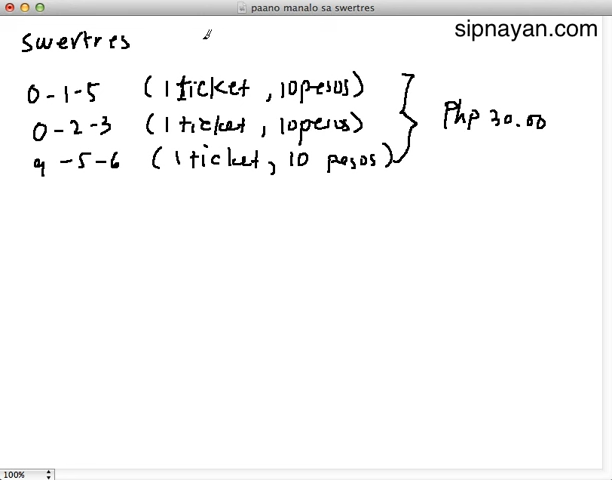 paano manalo sa swertres
sipnayan.com
swertres
0-1-5 (1 ticket, 10 pesos)
0-2-3 (1 ticket, 10 pesos)
9-5-6 (1 ticket, 10 pesos)
Php 30.00
100%